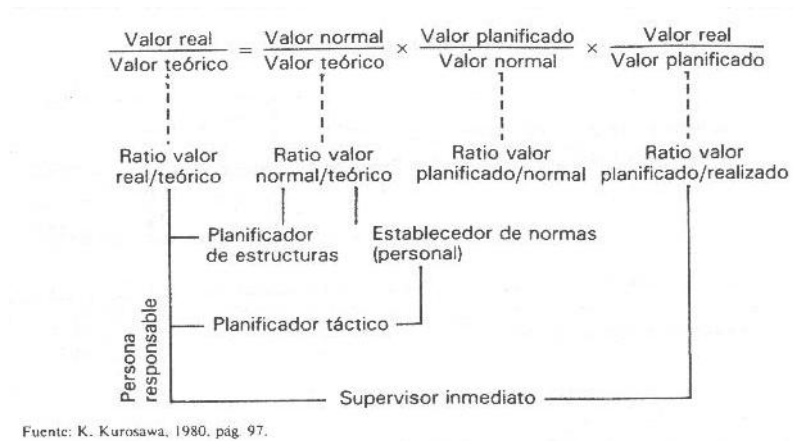 Valor real / Valor teórico = Valor normal / Valor teórico × Valor planificado / Valor normal × Valor real / Valor planificado
Ratio valor real/teórico
Ratio valor normal/teórico
Ratio valor planificado/normal
Ratio valor planificado/realizado
Planificador de estructuras
Establecedor de normas (personal)
Planificador táctico
Persona responsable
Supervisor inmediato
Fuente: K. Kurosawa, 1980, pág. 97.